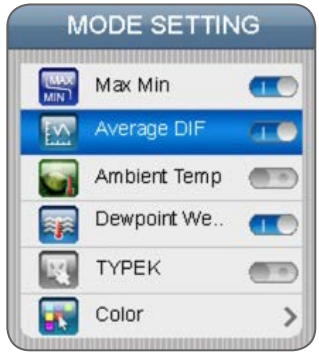 MODE SETTING
MAX MIN Max Min
Average DIF
Ambient Temp
Dewpoint We..
TYPEK
Color